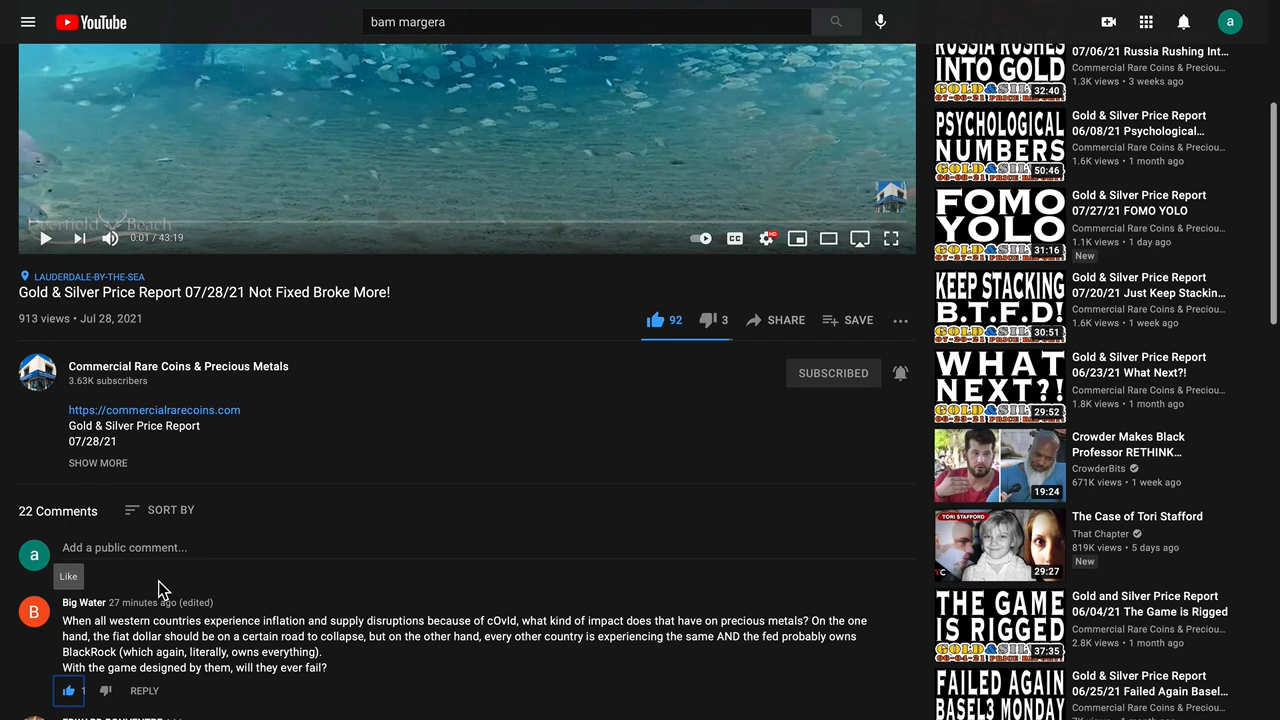 YouTube
bam margera
a
Deerfield Beach
0:01 / 43:19
CC
HD
LAUDERDALE-BY-THE-SEA
Gold & Silver Price Report 07/28/21 Not Fixed Broke More!
913 views • Jul 28, 2021
92
3
SHARE
SAVE
Commercial Rare Coins & Precious Metals
3.63K subscribers
SUBSCRIBED
https://commercialrarecoins.com
Gold & Silver Price Report
07/28/21
SHOW MORE
22 Comments
SORT BY
a
Add a public comment...
Like
B
Big Water 27 minutes ago (edited)
When all western countries experience inflation and supply disruptions because of cOvId, what kind of impact does that have on precious metals? On the one
hand, the fiat dollar should be on a certain road to collapse, but on the other hand, every other country is experiencing the same AND the fed probably owns
BlackRock (which again, literally, owns everything).
With the game designed by them, will they ever fail?
1
REPLY
RUSSIA RUSHES
INTO GOLD
32:40
07/06/21 Russia Rushing Int...
Commercial Rare Coins & Preciou...
1.3K views • 3 weeks ago
PSYCHOLOGICAL
NUMBERS
50:46
Gold & Silver Price Report
06/08/21 Psychological...
Commercial Rare Coins & Preciou...
1.6K views • 1 month ago
FOMO
YOLO
31:16
Gold & Silver Price Report
07/27/21 FOMO YOLO
Commercial Rare Coins & Preciou...
1.1K views • 1 day ago
New
KEEP STACKING
B.T.F.D!
30:51
Gold & Silver Price Report
07/20/21 Just Keep Stackin...
Commercial Rare Coins & Preciou...
1.6K views • 1 week ago
WHAT
NEXT?!
29:52
Gold & Silver Price Report
06/23/21 What Next?!
Commercial Rare Coins & Preciou...
1.8K views • 1 month ago
19:24
Crowder Makes Black
Professor RETHINK...
CrowderBits
671K views • 1 week ago
TORI STAFFORD
29:27
The Case of Tori Stafford
That Chapter
819K views • 5 days ago
New
THE GAME
IS RIGGED
37:35
Gold and Silver Price Report
06/04/21 The Game is Rigged
Commercial Rare Coins & Preciou...
2.8K views • 1 month ago
FAILED AGAIN
BASEL3 MONDAY
Gold & Silver Price Report
06/25/21 Failed Again Basel...
Commercial Rare Coins & Preciou...